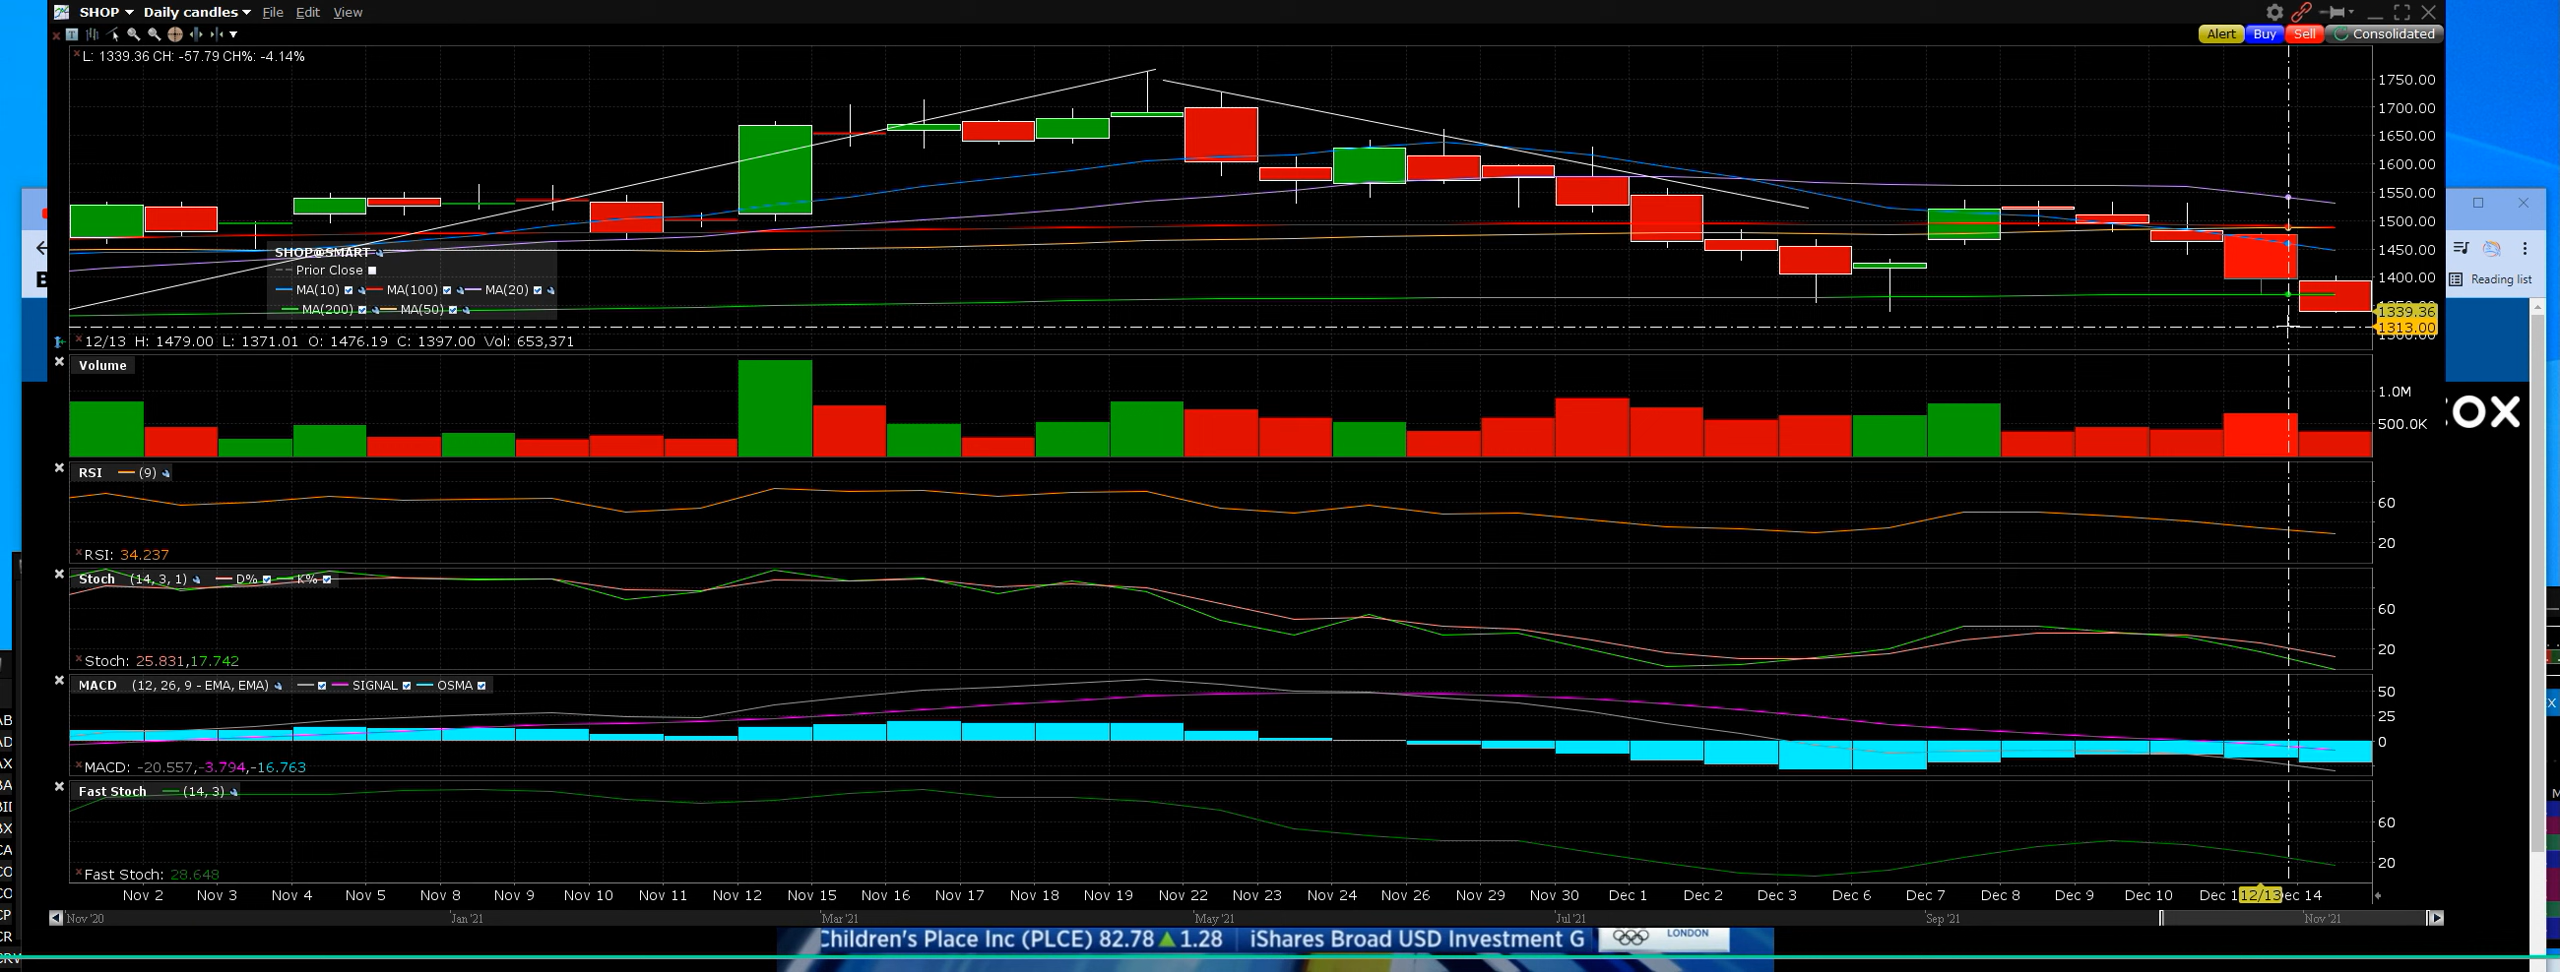 SHOP Daily candles File Edit View
Alert Buy Sell Consolidated
L: 1339.36 CH: -57.79 CH%: -4.14%
1750.00
1700.00
1650.00
1600.00
1550.00
1500.00
1450.00
1400.00
1339.36
1313.00
SHOP@SMART
Prior Close
MA(10) MA(100) MA(20)
MA(200) MA(50)
12/13 H: 1479.00 L: 1371.01 O: 1476.19 C: 1397.00 Vol: 653,371
Reading list
Volume
1.0M
500.0K
OX
RSI (9)
60
20
RSI: 34.237
Stoch (14, 3, 1) D% K%
60
20
Stoch: 25.831,17.742
MACD (12, 26, 9 - EMA, EMA) SIGNAL OSMA
50
25
0
MACD: -20.557,-3.794,-16.763
Fast Stoch (14, 3)
60
20
Fast Stoch: 28.648
Nov 2 Nov 3 Nov 4 Nov 5 Nov 8 Nov 9 Nov 10 Nov 11 Nov 12 Nov 15 Nov 16 Nov 17 Nov 18 Nov 19 Nov 22 Nov 23 Nov 24 Nov 26 Nov 29 Nov 30 Dec 1 Dec 2 Dec 3 Dec 6 Dec 7 Dec 8 Dec 9 Dec 10 Dec 1 12/13 ec 14
Nov '20 Jan '21 Mar '21 May '21 Jul '21 Sep '21 Nov '21
Children's Place Inc (PLCE) 82.78 ▲ 1.28 iShares Broad USD Investment G LONDON